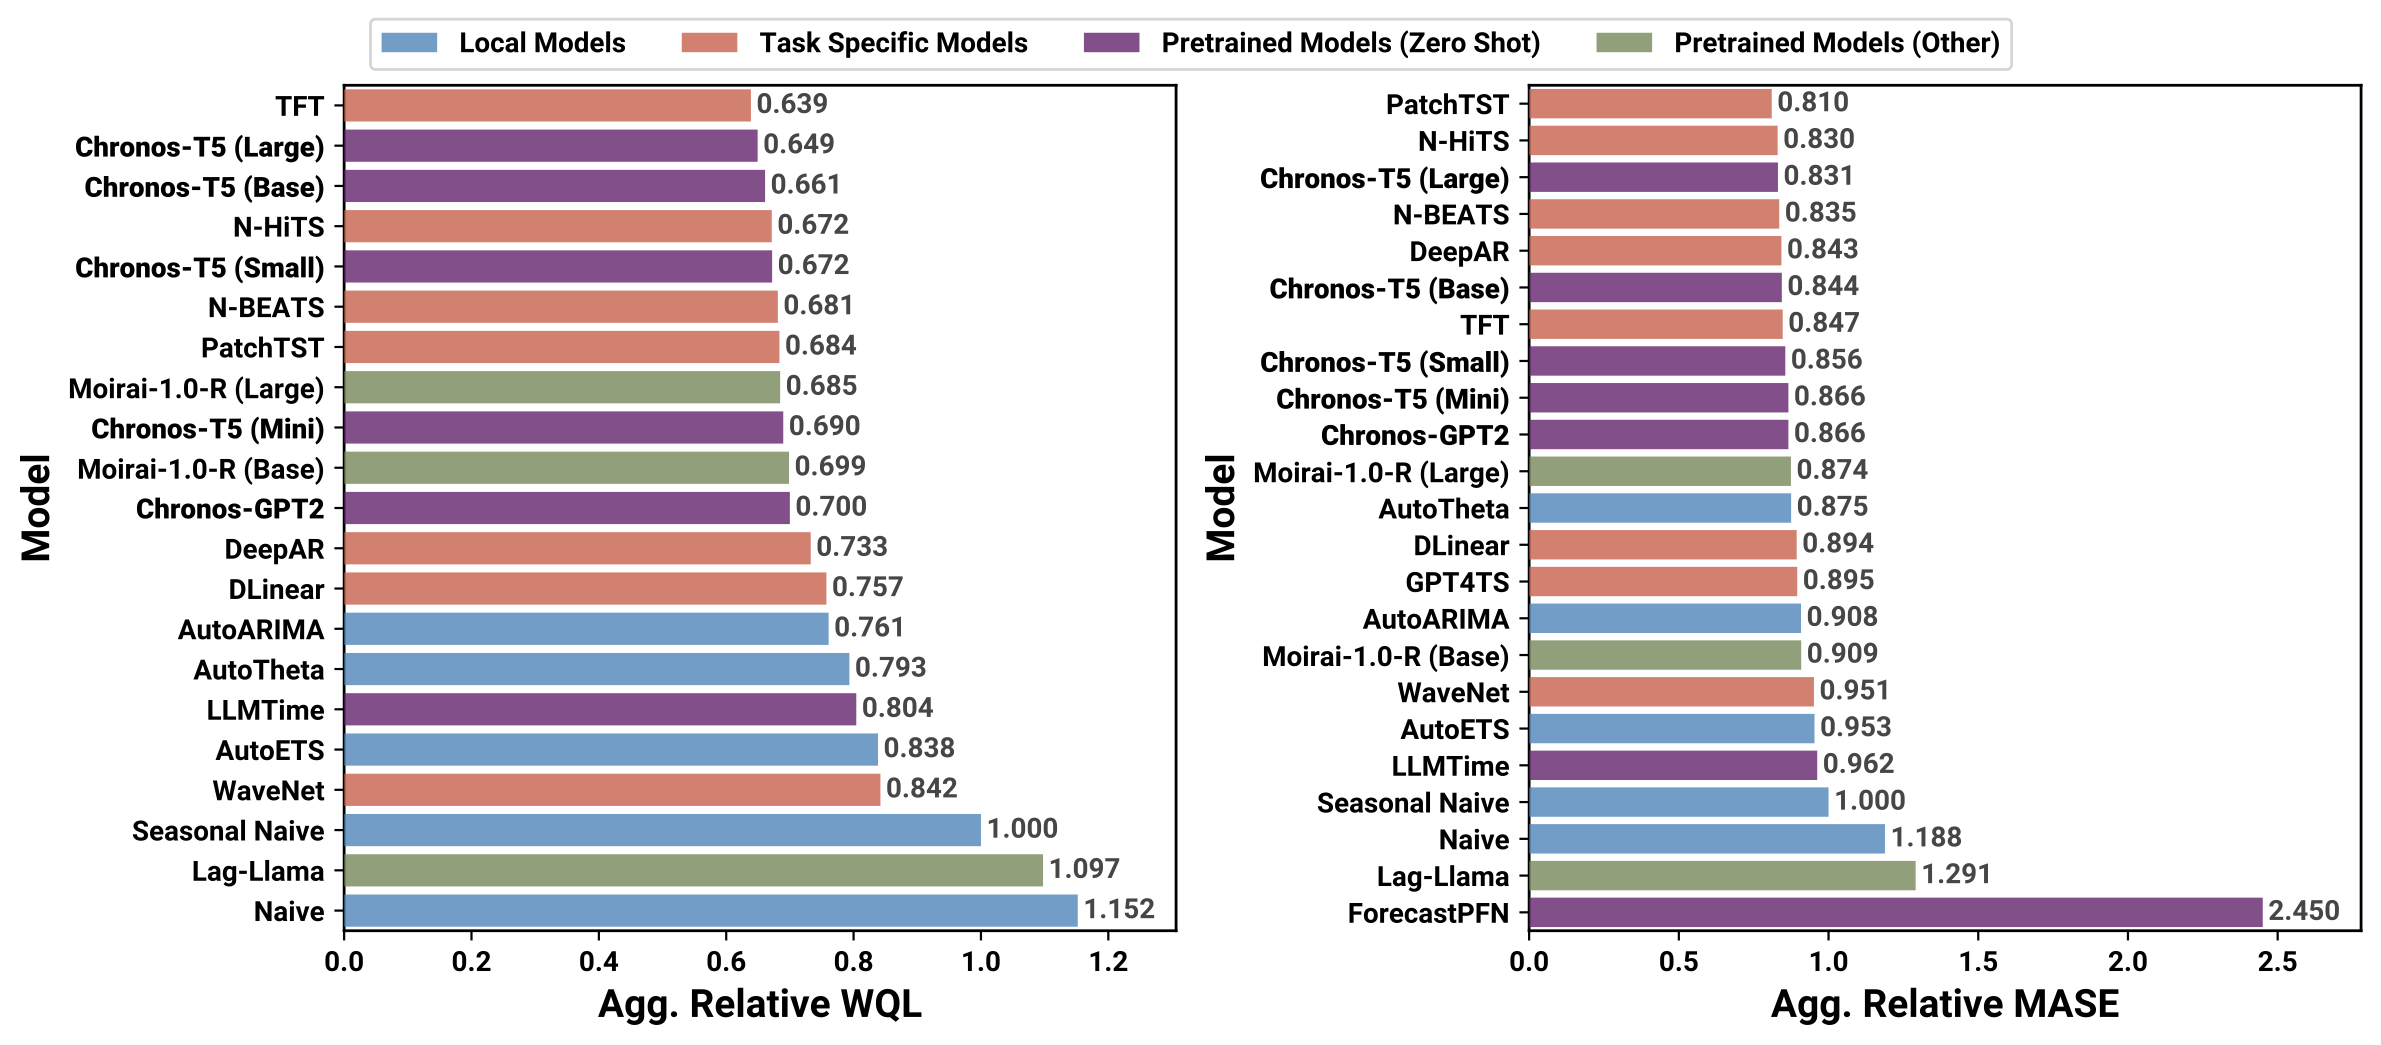 Local Models
Task Specific Models
Pretrained Models (Zero Shot)
Pretrained Models (Other)
Model
TFT 0.639
Chronos-T5 (Large) 0.649
Chronos-T5 (Base) 0.661
N-HiTS 0.672
Chronos-T5 (Small) 0.672
N-BEATS 0.681
PatchTST 0.684
Moirai-1.0-R (Large) 0.685
Chronos-T5 (Mini) 0.690
Moirai-1.0-R (Base) 0.699
Chronos-GPT2 0.700
DeepAR 0.733
DLinear 0.757
AutoARIMA 0.761
AutoTheta 0.793
LLMTime 0.804
AutoETS 0.838
WaveNet 0.842
Seasonal Naive 1.000
Lag-Llama 1.097
Naive 1.152
0.0 0.2 0.4 0.6 0.8 1.0 1.2
Agg. Relative WQL
Model
PatchTST 0.810
N-HiTS 0.830
Chronos-T5 (Large) 0.831
N-BEATS 0.835
DeepAR 0.843
Chronos-T5 (Base) 0.844
TFT 0.847
Chronos-T5 (Small) 0.856
Chronos-T5 (Mini) 0.866
Chronos-GPT2 0.866
Moirai-1.0-R (Large) 0.874
AutoTheta 0.875
DLinear 0.894
GPT4TS 0.895
AutoARIMA 0.908
Moirai-1.0-R (Base) 0.909
WaveNet 0.951
AutoETS 0.953
LLMTime 0.962
Seasonal Naive 1.000
Naive 1.188
Lag-Llama 1.291
ForecastPFN 2.450
0.0 0.5 1.0 1.5 2.0 2.5
Agg. Relative MASE